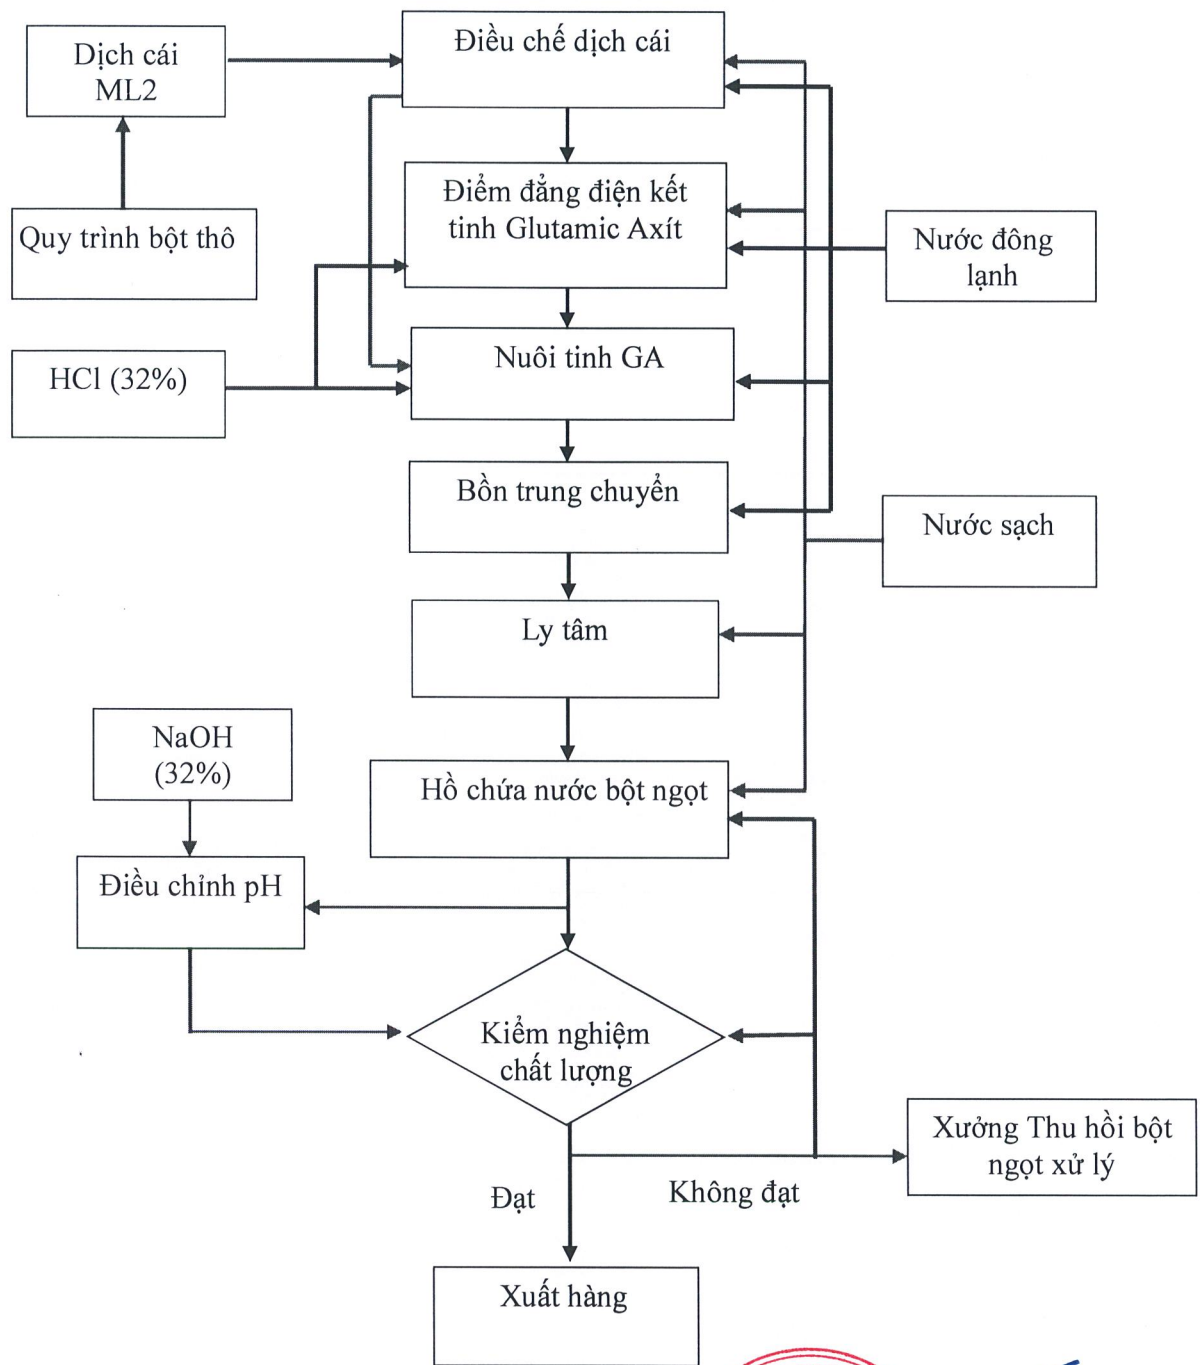 Điều chế dịch cái
Dịch cái
ML2
Điểm đẳng điện kết
tinh Glutamic Axít
Quy trình bột thô
Nước đông
lạnh
Nuôi tinh GA
HCl (32%)
Bồn trung chuyển
Nước sạch
Ly tâm
NaOH
(32%)
Hồ chứa nước bột ngọt
Điều chỉnh pH
Kiểm nghiệm
chất lượng
Xưởng Thu hồi bột
ngọt xử lý
Đạt
Không đạt
Xuất hàng